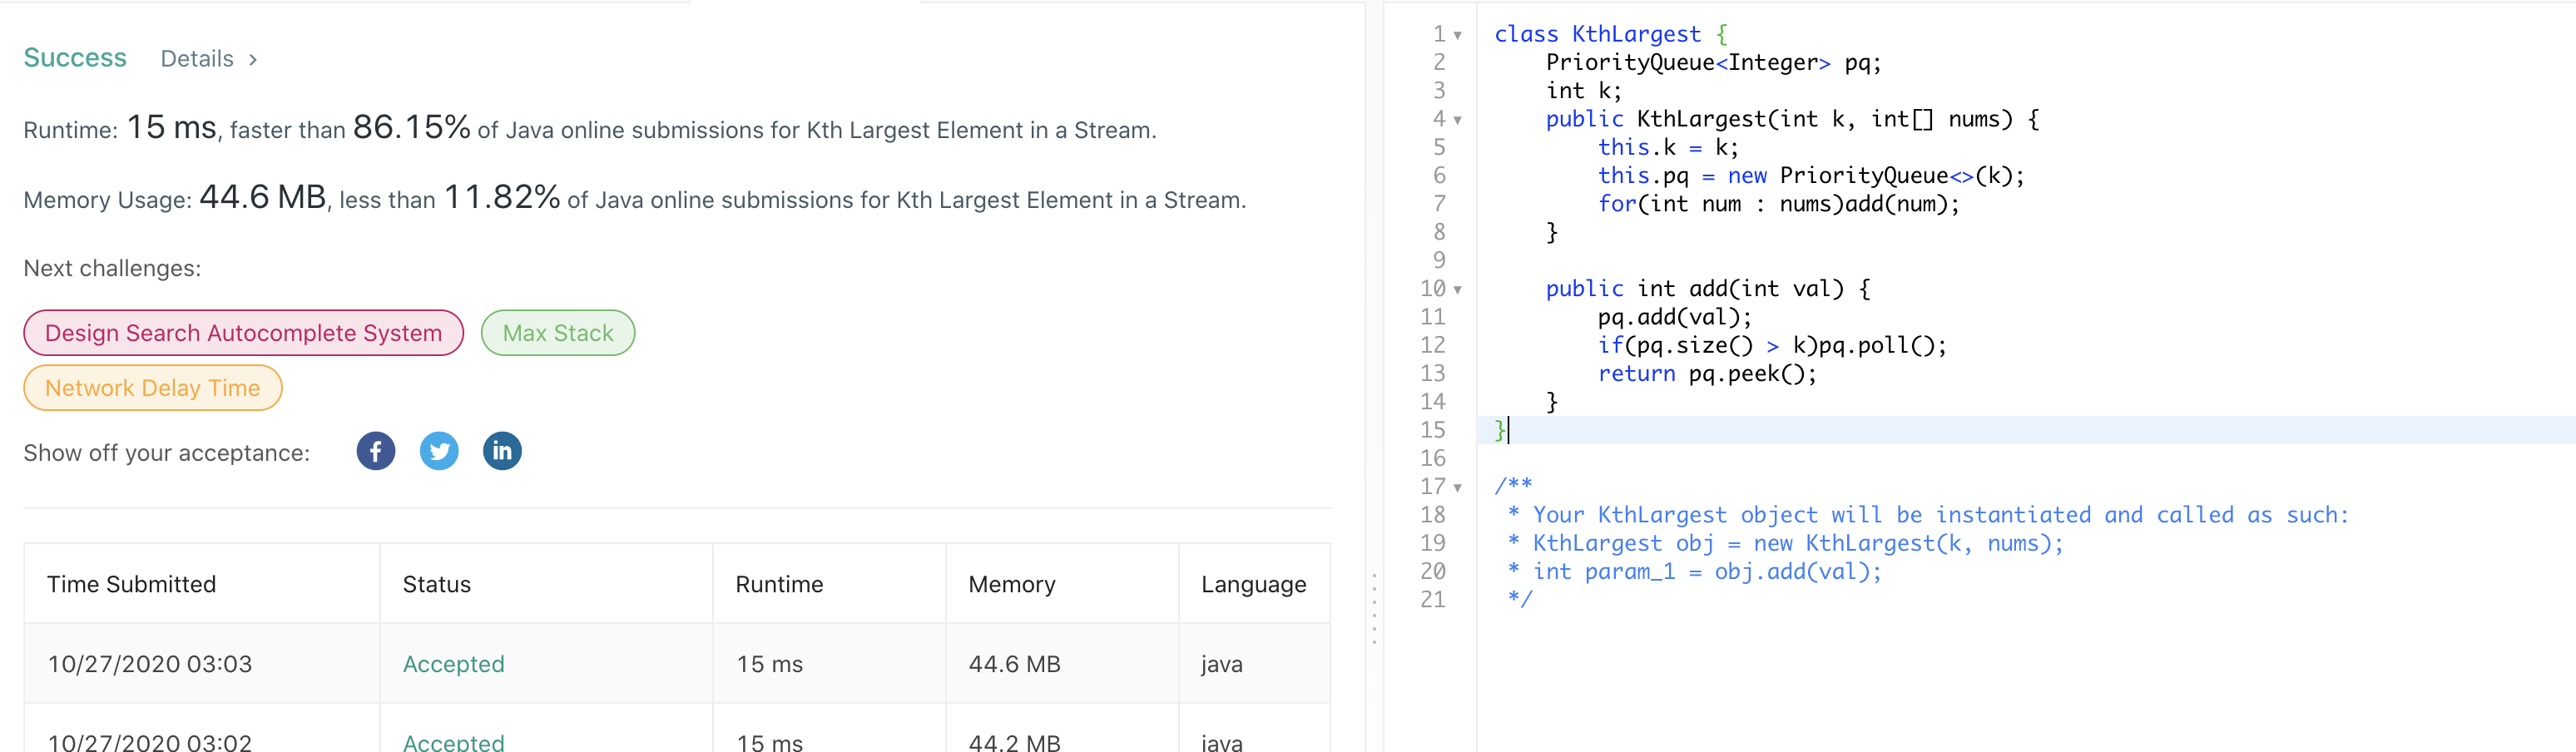 Success Details >
Runtime: 15 ms, faster than 86.15% of Java online submissions for Kth Largest Element in a Stream.
Memory Usage: 44.6 MB, less than 11.82% of Java online submissions for Kth Largest Element in a Stream.
Next challenges:
Design Search Autocomplete System Max Stack
Network Delay Time
Show off your acceptance:
Time Submitted Status Runtime Memory Language
10/27/2020 03:03 Accepted 15 ms 44.6 MB java
10/27/2020 03:02 Accepted 15 ms 44.2 MB java
1 class KthLargest {
2     PriorityQueue<Integer> pq;
3     int k;
4     public KthLargest(int k, int[] nums) {
5         this.k = k;
6         this.pq = new PriorityQueue<>(k);
7         for(int num : nums)add(num);
8     }
9
10     public int add(int val) {
11         pq.add(val);
12         if(pq.size() > k)pq.poll();
13         return pq.peek();
14     }
15 }
16
17 /**
18  * Your KthLargest object will be instantiated and called as such:
19  * KthLargest obj = new KthLargest(k, nums);
20  * int param_1 = obj.add(val);
21  */